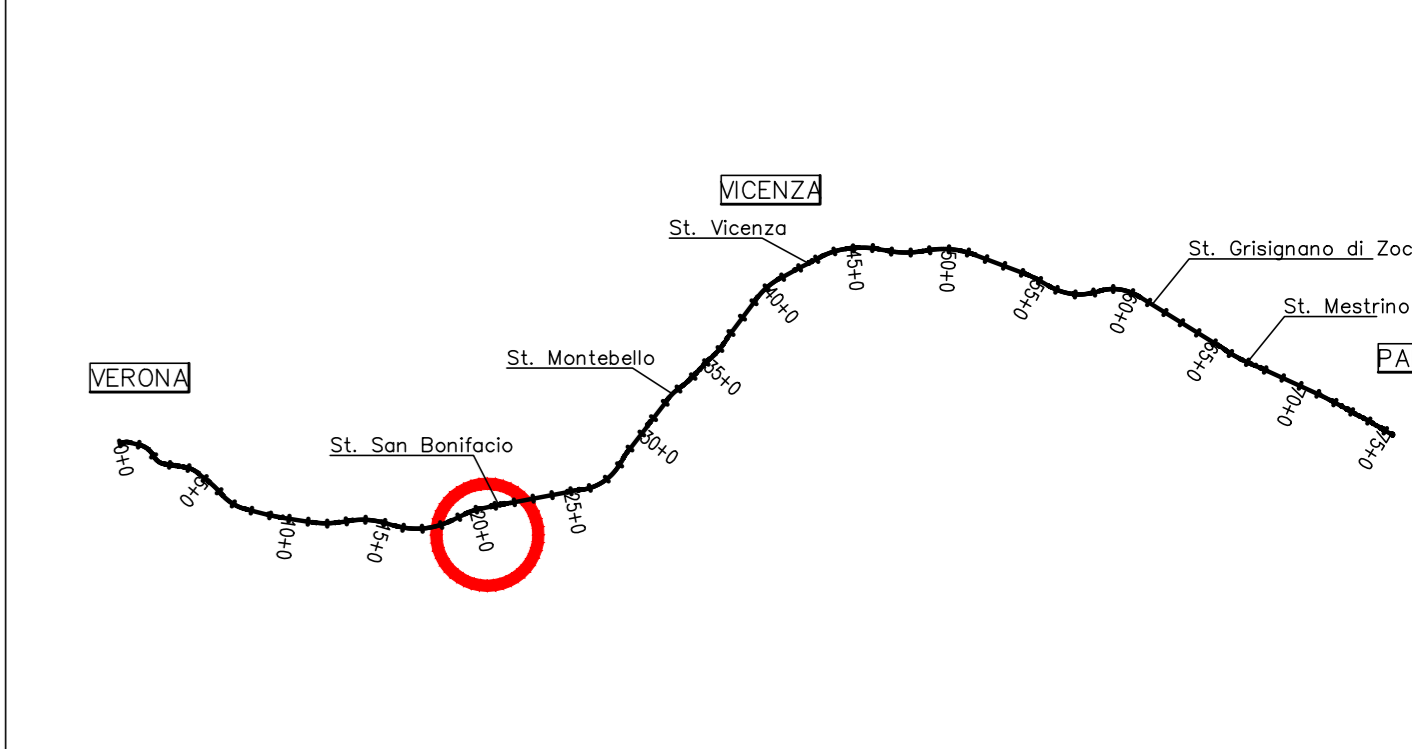 VICENZA
St. Vicenza
St. Grisignano di Zoc
St. Mestrino
St. Montebello
PA
VERONA
St. San Bonifacio
0+0
5+0
10+0
15+0
20+0
25+0
30+0
35+0
40+0
45+0
50+0
55+0
60+0
65+0
70+0
75+0